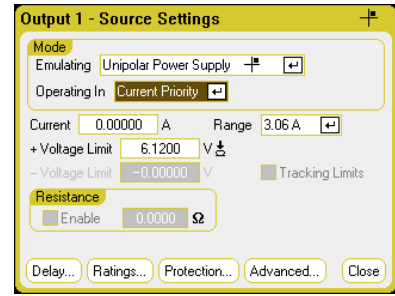 Output 1 - Source Settings
Mode
Emulating Unipolar Power Supply
Operating In Current Priority
Current 0.00000 A Range 3.06 A
+ Voltage Limit 6.1200 V
- Voltage Limit -0.00000 V Tracking Limits
Resistance
Enable 0.0000 Ω
Delay... Ratings... Protection... Advanced... Close